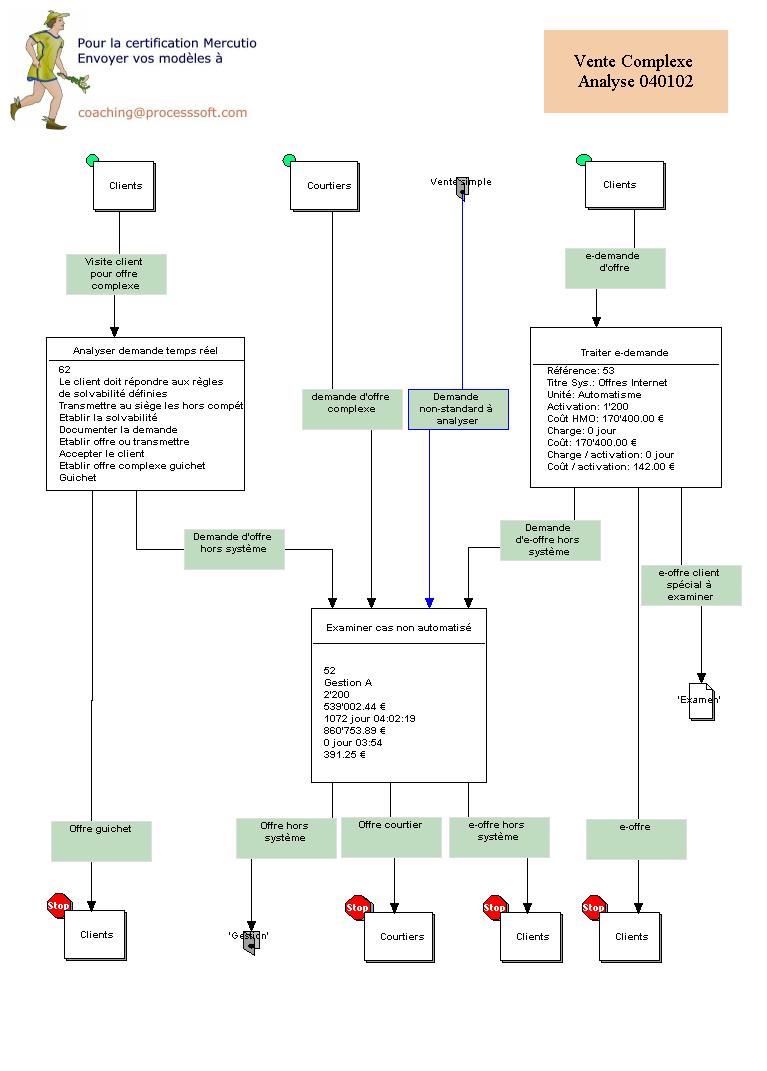 Pour la certification Mercutio
Envoyer vos modèles à
coaching@processsoft.com
Vente Complexe
Analyse 040102
Clients
Courtiers
Vente simple
Clients
Visite client
pour offre
complexe
e-demande
d'offre
Analyser demande temps réel
62
Le client doit répondre aux règles
de solvabilité définies
Transmettre au siège les hors compét
Etablir la solvabilité
Documenter la demande
Etablir offre ou transmettre
Accepter le client
Etablir offre complexe guichet
Guichet
demande d'offre
complexe
Demande
non-standard à
analyser
Traiter e-demande
Référence: 53
Titre Sys.: Offres Internet
Unité: Automatisme
Activation: 1'200
Coût HMO: 170'400.00 €
Charge: 0 jour
Coût: 170'400.00 €
Charge / activation: 0 jour
Coût / activation: 142.00 €
Demande d'offre
hors système
Demande
d'e-offre hors
système
e-offre client
spécial à
examiner
Examiner cas non automatisé
52
Gestion A
2'200
539'002.44 €
1072 jour 04:02:19
860'753.89 €
0 jour 03:54
391.25 €
'Examen'
Offre guichet
Offre hors
système
Offre courtier
e-offre hors
système
e-offre
Stop
Clients
'Gestion'
Stop
Courtiers
Stop
Clients
Stop
Clients